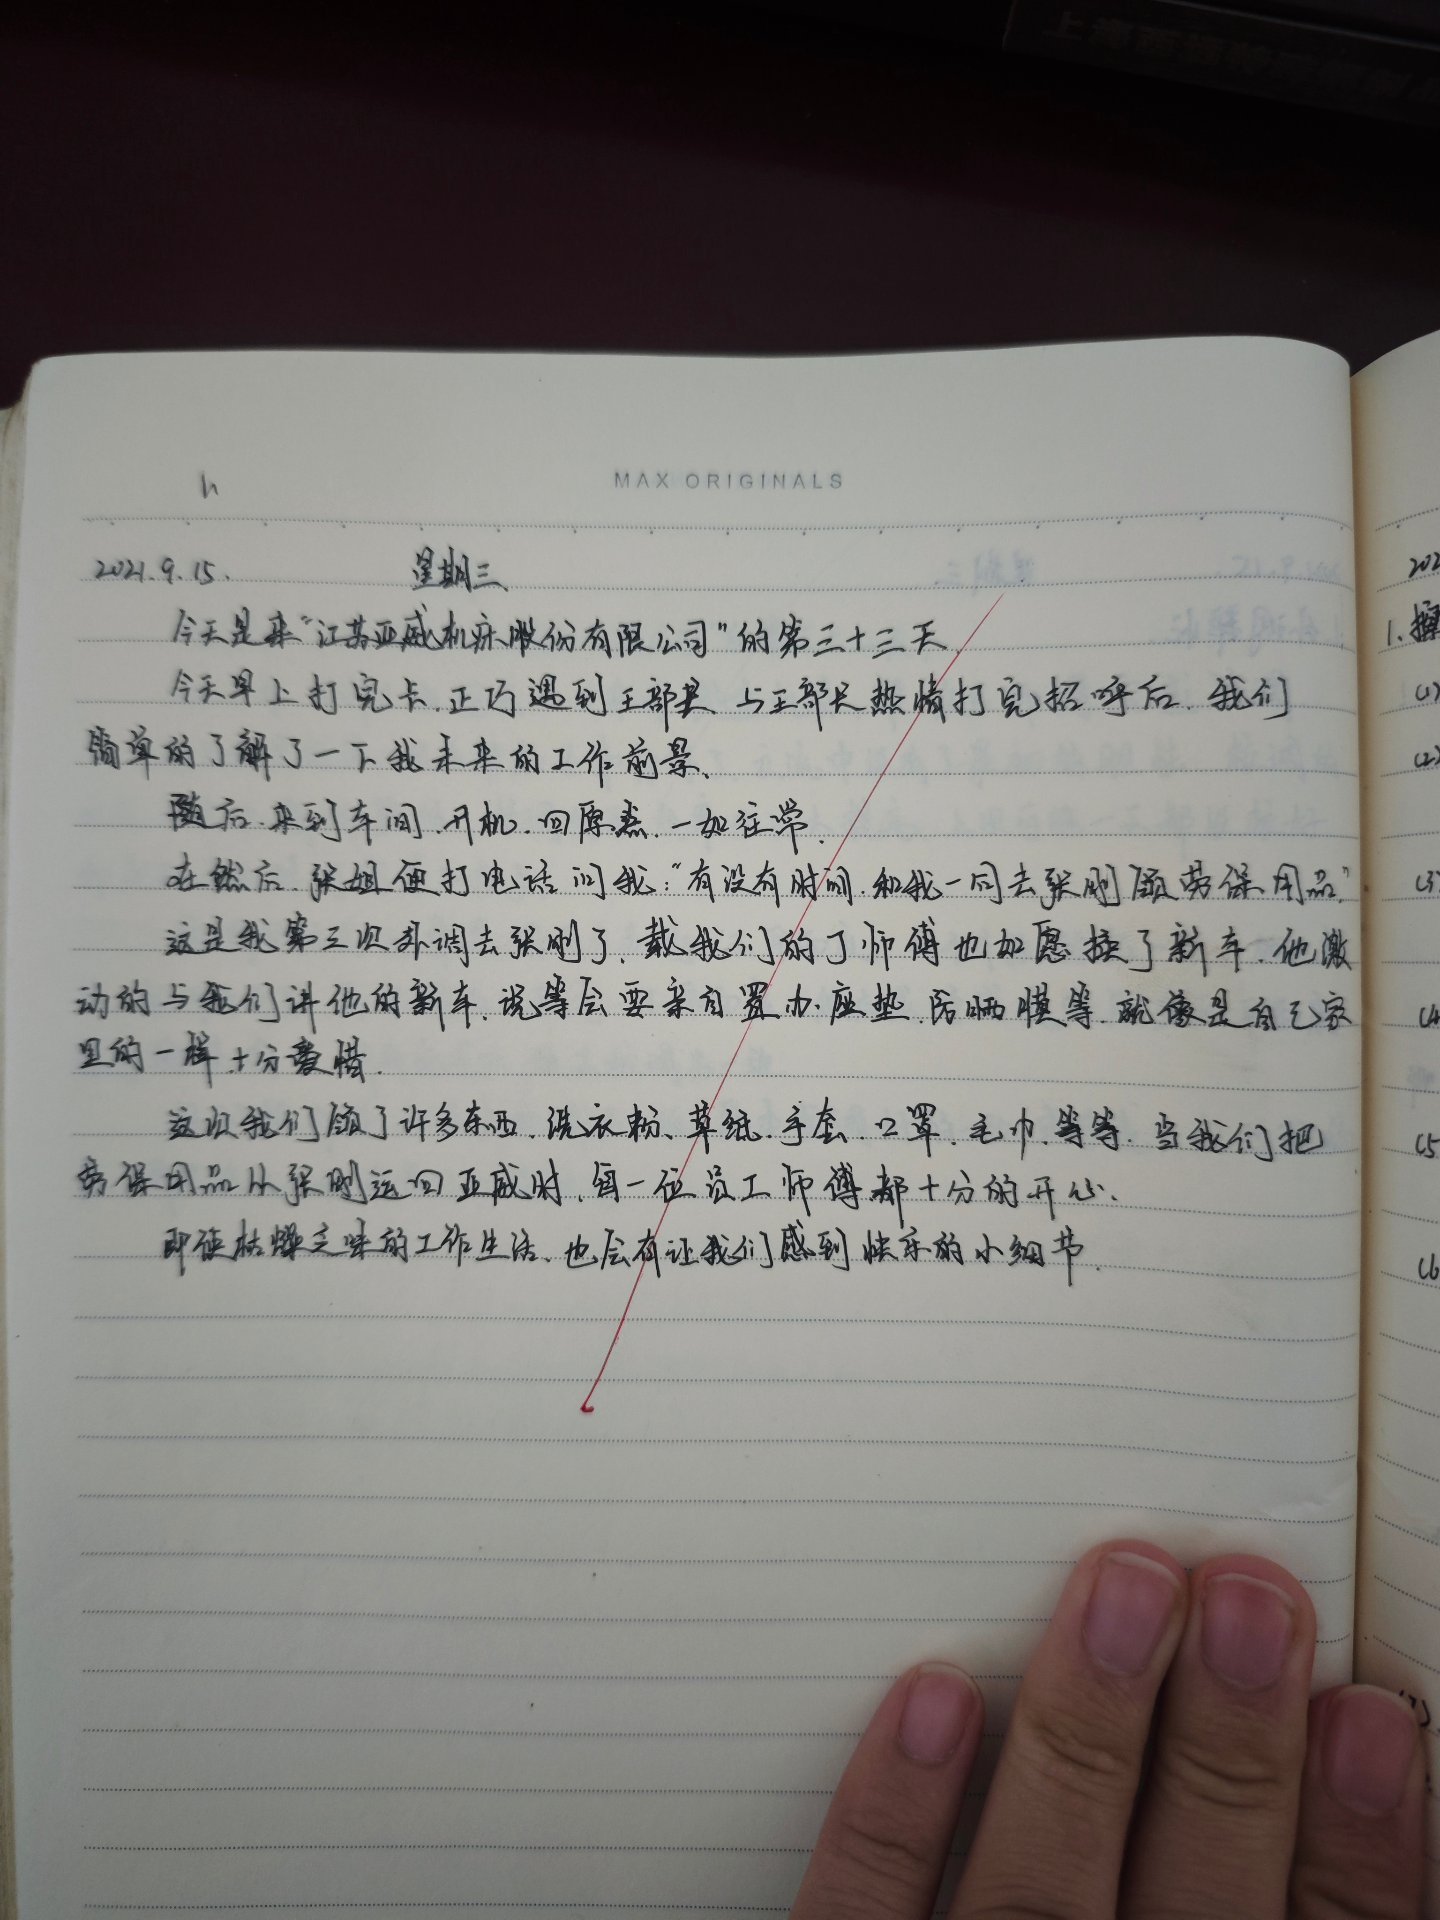 MAX ORIGINALS
2021.9.15. 星期三
今天是来“江苏亚威机床股份有限公司”的第三十三天.
今天早上打完卡.正巧遇到王部长.与王部长热情打完招呼后.我们
简单的了解了一下我未来的工作前景.
随后.来到车间.开机.回原点.一如往常.
在然后.张姐便打电话问我:“有没有时间.和我一同去张刚领劳保用品.”
这是我第三次外调去张刚了.载我们的丁师傅也如愿换了新车.他激
动的与我们讲他的新车.说等会要亲自置办座垫.防晒膜等.就像是自己家
里的一样.十分爱惜.
这次我们领了许多东西.洗衣粉、草纸.手套.口罩.毛巾.等等.当我们把
劳保用品从张刚运回亚威时.每一位员工师傅都十分的开心.
即使枯燥乏味的工作生活.也会有让我们感到快乐的小细节.
202
1.
(1)
(2)
(3)
(4
(5
(6